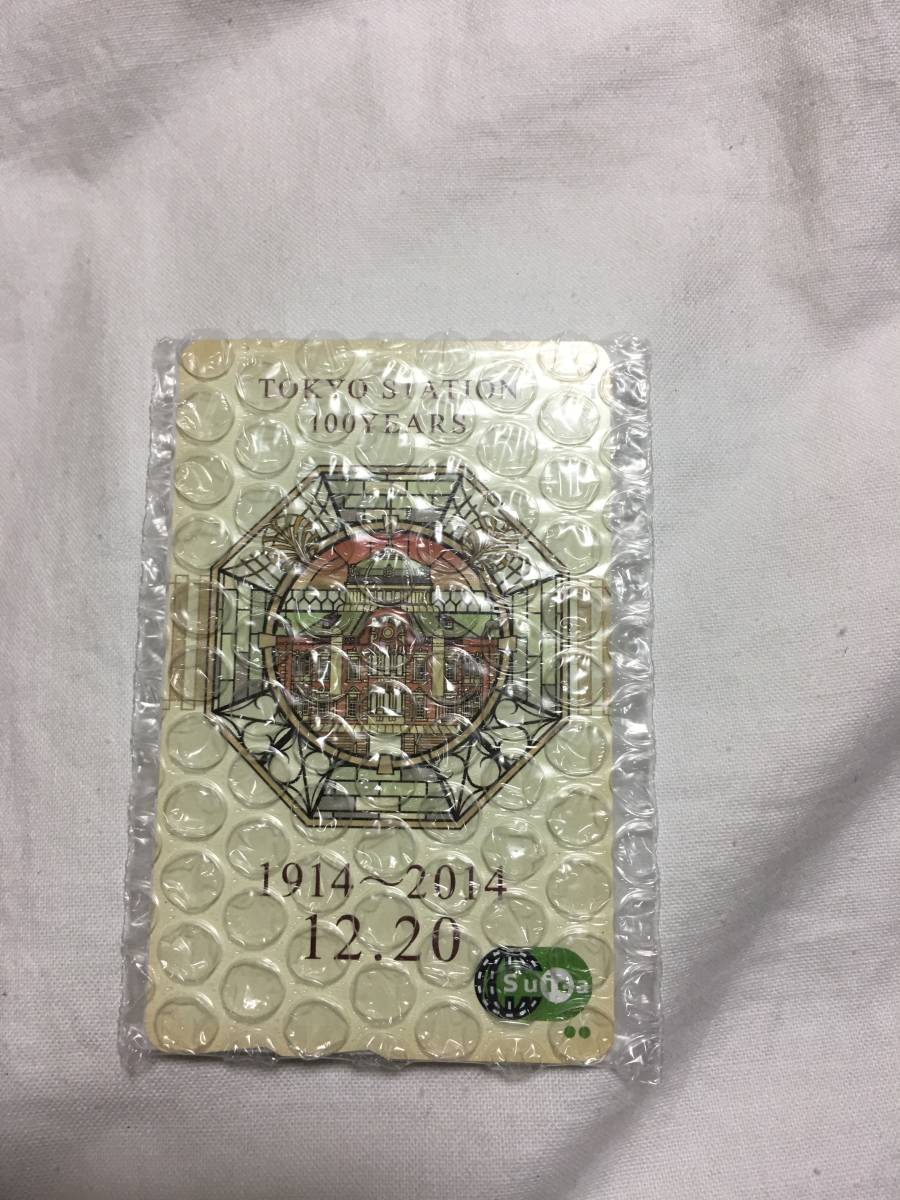 TOKYO STATION
100YEARS
1914～2014
12.20
Suica